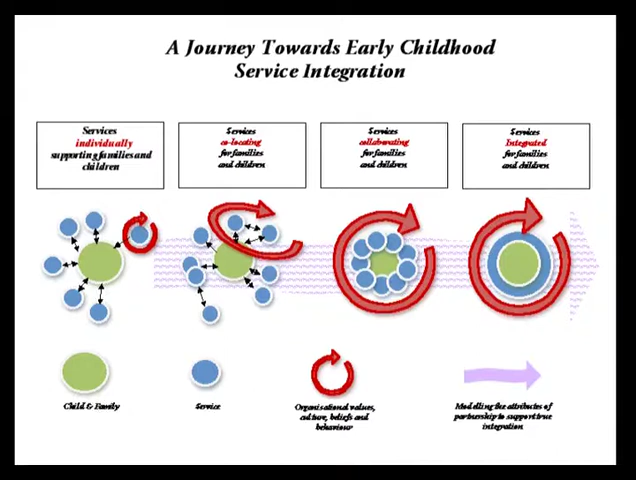 A Journey Towards Early Childhood
Service Integration
Services
individually
supporting families and
children
Services
co-locating
for families
and children
Services
collaborating
for families
and children
Services
Integrated
for families
and children
Child & Family
Service
Organisational values,
culture, beliefs and
behaviour
Modelling the attributes of
partnership to support true
integration